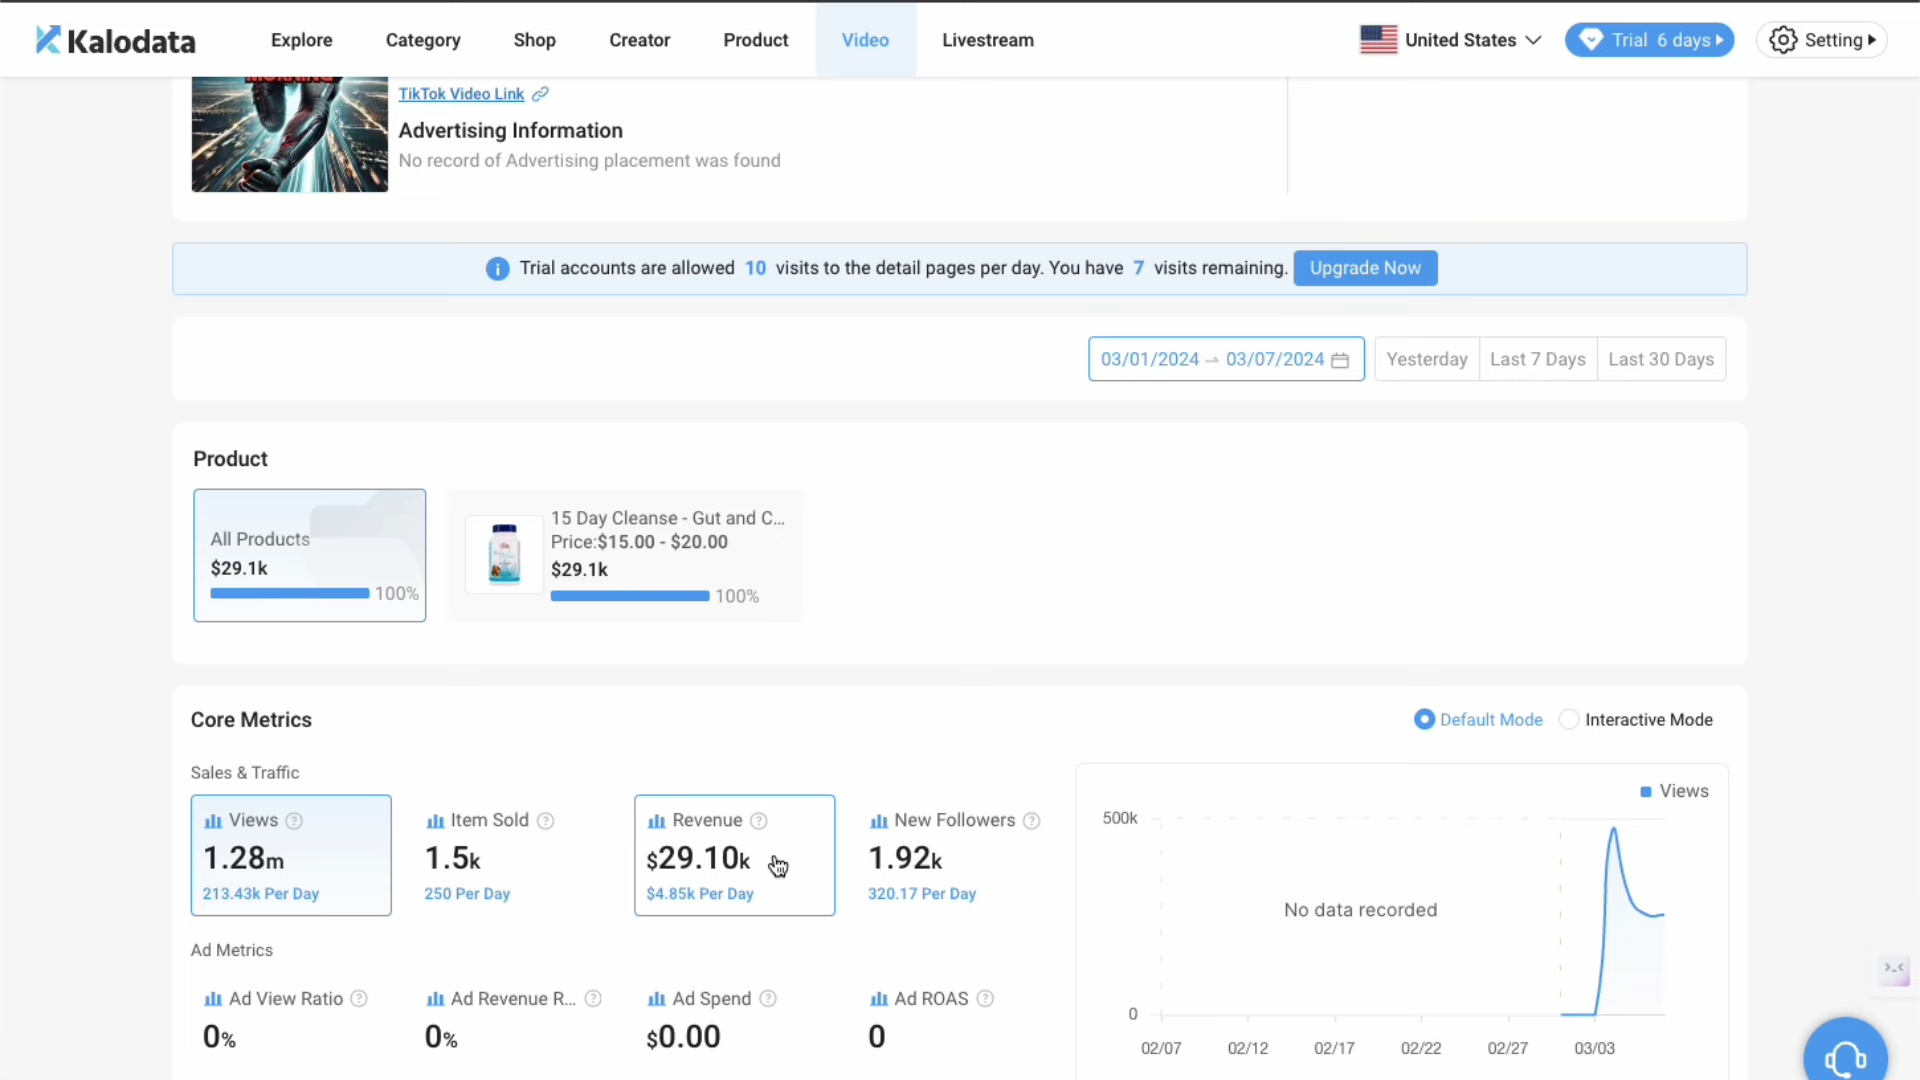 Kalodata
Explore
Category
Shop
Creator
Product
Video
Livestream
United States
Trial 6 days
Setting
MORNING
TikTok Video Link
Advertising Information
No record of Advertising placement was found
Trial accounts are allowed 10 visits to the detail pages per day. You have 7 visits remaining.
Upgrade Now
03/01/2024 → 03/07/2024
Yesterday
Last 7 Days
Last 30 Days
Product
All Products
$29.1k
100%
15 Day Cleanse - Gut and C...
Price:$15.00 - $20.00
$29.1k
100%
Core Metrics
Default Mode
Interactive Mode
Sales & Traffic
Views
1.28m
213.43k Per Day
Item Sold
1.5k
250 Per Day
Revenue
$29.10k
$4.85k Per Day
New Followers
1.92k
320.17 Per Day
Ad Metrics
Ad View Ratio
0%
Ad Revenue R...
0%
Ad Spend
$0.00
Ad ROAS
0
Views
500k
No data recorded
0
02/07
02/12
02/17
02/22
02/27
03/03